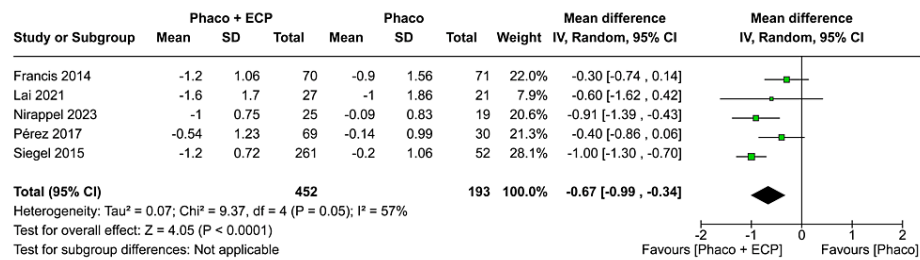 Phaco + ECP Phaco Mean difference Mean difference
Study or Subgroup Mean SD Total Mean SD Total Weight IV, Random, 95% CI IV, Random, 95% CI
Francis 2014 -1.2 1.06 70 -0.9 1.56 71 22.0% -0.30 [-0.74 , 0.14]
Lai 2021 -1.6 1.7 27 -1 1.86 21 7.9% -0.60 [-1.62 , 0.42]
Nirappel 2023 -1 0.75 25 -0.09 0.83 19 20.6% -0.91 [-1.39 , -0.43]
Pérez 2017 -0.54 1.23 69 -0.14 0.99 30 21.3% -0.40 [-0.86 , 0.06]
Siegel 2015 -1.2 0.72 261 -0.2 1.06 52 28.1% -1.00 [-1.30 , -0.70]
Total (95% CI) 452 193 100.0% -0.67 [-0.99 , -0.34]
Heterogeneity: Tau² = 0.07; Chi² = 9.37, df = 4 (P = 0.05); I² = 57%
Test for overall effect: Z = 4.05 (P < 0.0001)
-2 -1 0 1 2
Test for subgroup differences: Not applicable
Favours [Phaco + ECP] Favours [Phaco]